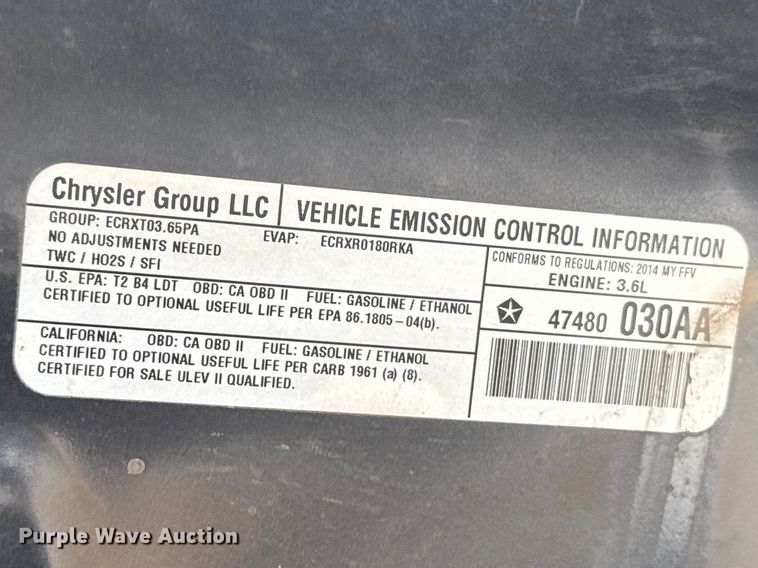 Chrysler Group LLC
VEHICLE EMISSION CONTROL INFORMATION
GROUP: ECRXT03.65PA EVAP: ECRXR0180RKA
NO ADJUSTMENTS NEEDED
TWC / HO2S / SFI
U.S. EPA: T2 B4 LDT OBD: CA OBD II FUEL: GASOLINE / ETHANOL
CERTIFIED TO OPTIONAL USEFUL LIFE PER EPA 86.1805-04(b).
CALIFORNIA: OBD: CA OBD II FUEL: GASOLINE / ETHANOL
CERTIFIED TO OPTIONAL USEFUL LIFE PER CARB 1961 (a) (8).
CERTIFIED FOR SALE ULEV II QUALIFIED.
CONFORMS TO REGULATIONS: 2014 MY FFV
ENGINE: 3.6L
47480 030AA
Purple Wave Auction